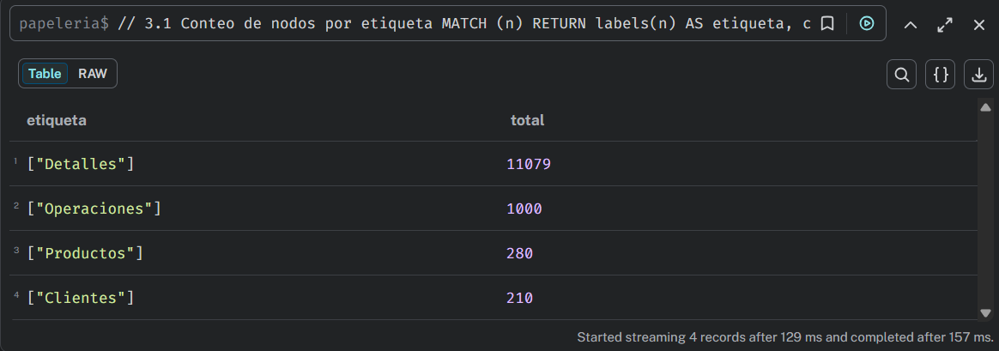 papeleria$ // 3.1 Conteo de nodos por etiqueta MATCH (n) RETURN labels(n) AS etiqueta, c
Table RAW
etiqueta total
1 ["Detalles"] 11079
2 ["Operaciones"] 1000
3 ["Productos"] 280
4 ["Clientes"] 210
Started streaming 4 records after 129 ms and completed after 157 ms.